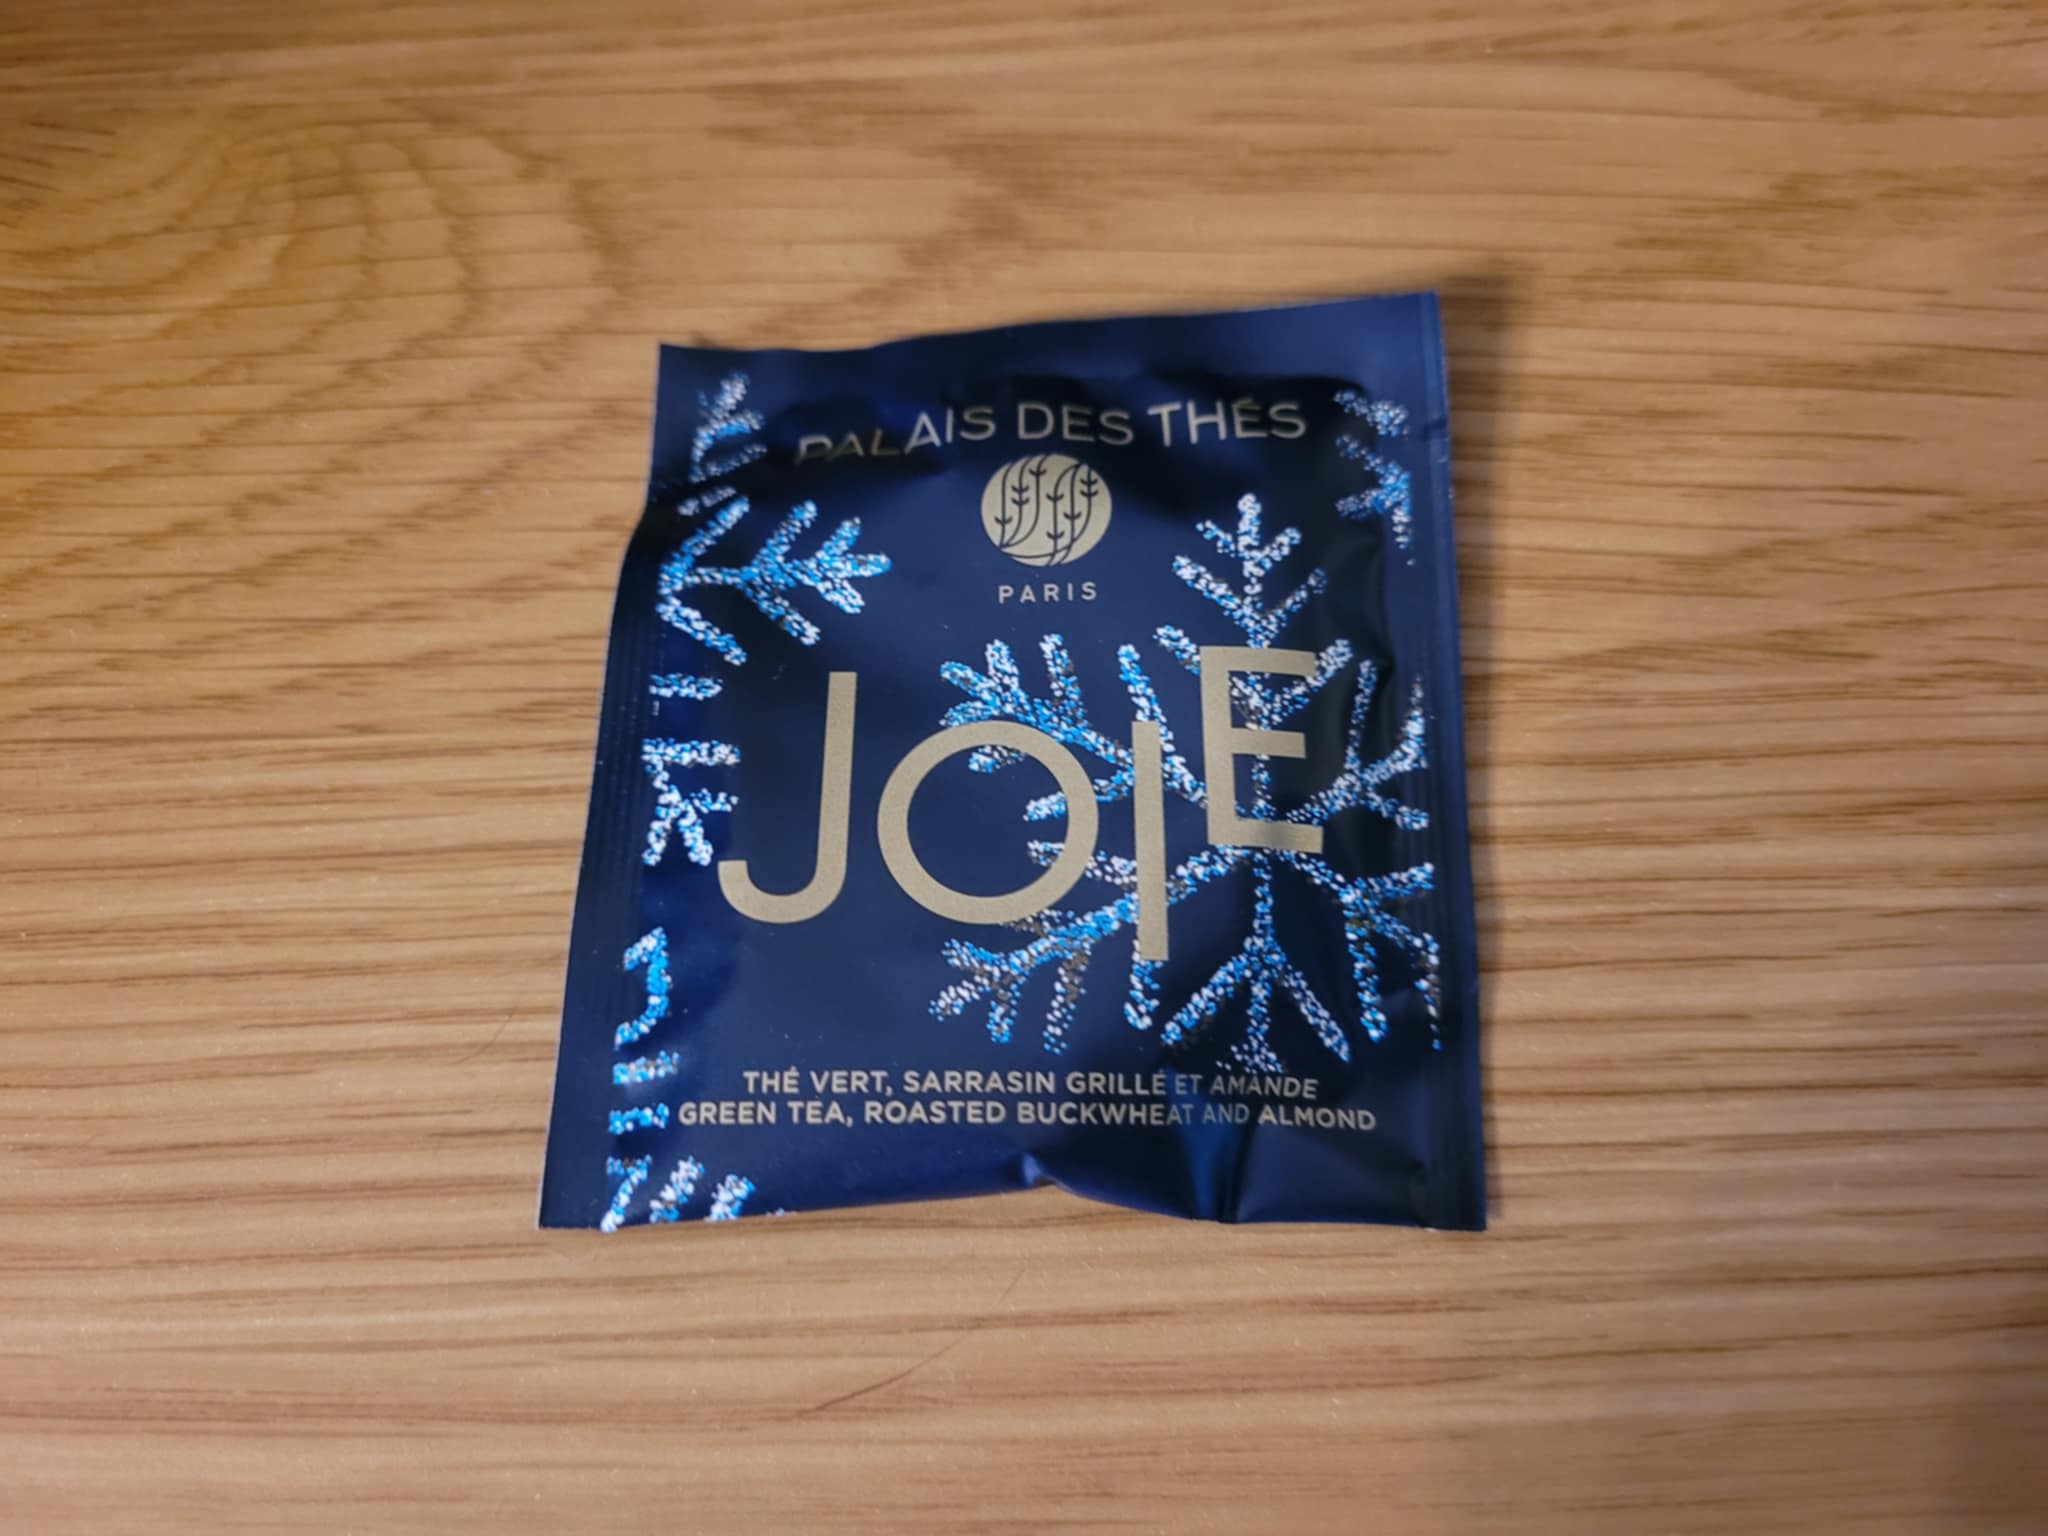 PALAIS DES THÉS
PARIS
JOIE
THÉ VERT, SARRASIN GRILLÉ ET AMANDE
GREEN TEA, ROASTED BUCKWHEAT AND ALMOND